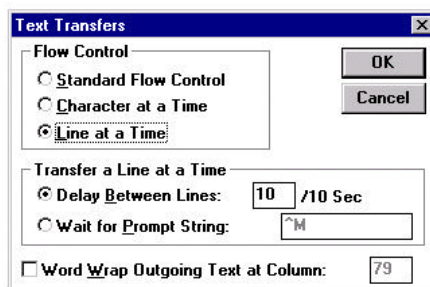 Text Transfers
Flow Control
OK
Standard Flow Control
Character at a Time
Cancel
Line at a Time
Transfer a Line at a Time
Delay Between Lines: 10 /10 Sec
Wait for Prompt String: ^M
Word Wrap Outgoing Text at Column: 79